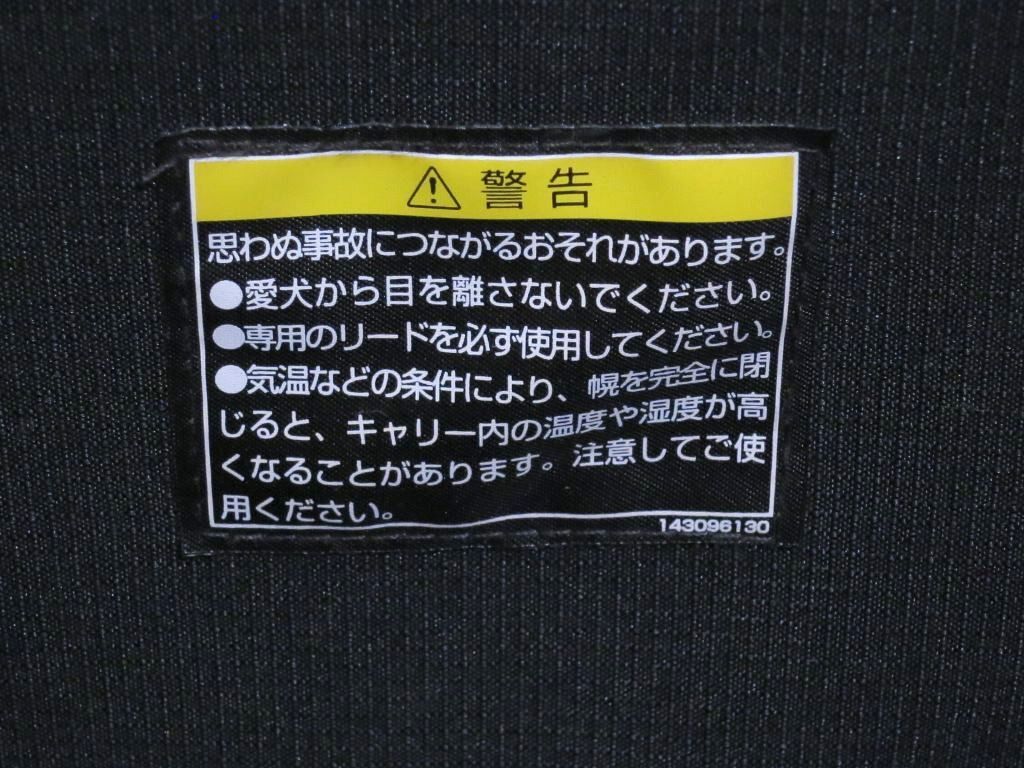 ⚠ 警告
思わぬ事故につながるおそれがあります。
●愛犬から目を離さないでください。
●専用のリードを必ず使用してください。
●気温などの条件により、幌を完全に閉
じると、キャリー内の温度や湿度が高
くなることがあります。注意してご使
用ください。
143096130